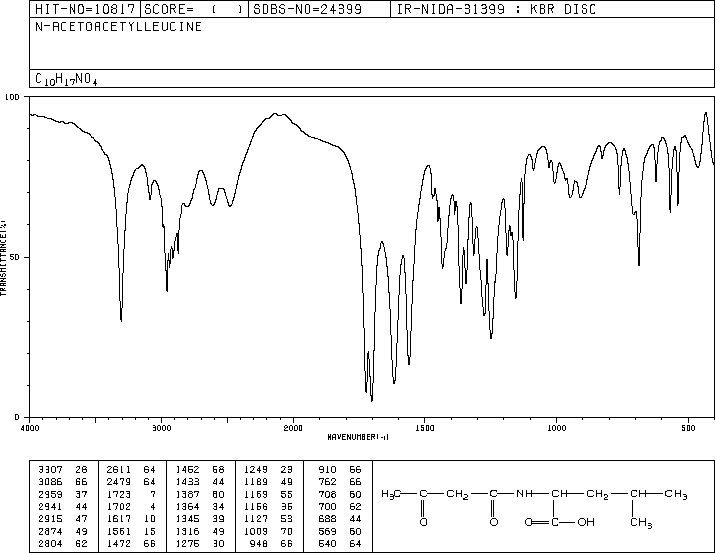 HIT-NO=10817 SCORE= ( ) SDBS-NO=24399 IR-NIDA-31399 : KBR DISC
N-ACETOACETYLLEUCINE
C10H17NO4
100
50
0
TRANSMITTANCE(%)
4000 3000 2000 1500 1000 500
WAVENUMBER(-1)
3307 28 2611 64 1462 68 1249 23 910 66
3086 66 2479 64 1433 44 1189 49 762 66
2959 37 1723 7 1387 60 1169 55 708 60
2941 44 1702 4 1364 34 1156 36 700 62
2915 47 1617 10 1345 39 1127 53 688 44
2874 49 1561 15 1316 49 1009 70 569 60
2804 62 1472 66 1275 30 948 66 540 64
H3C C CH2 C NH CH CH2 CH CH3
O O O C OH CH3